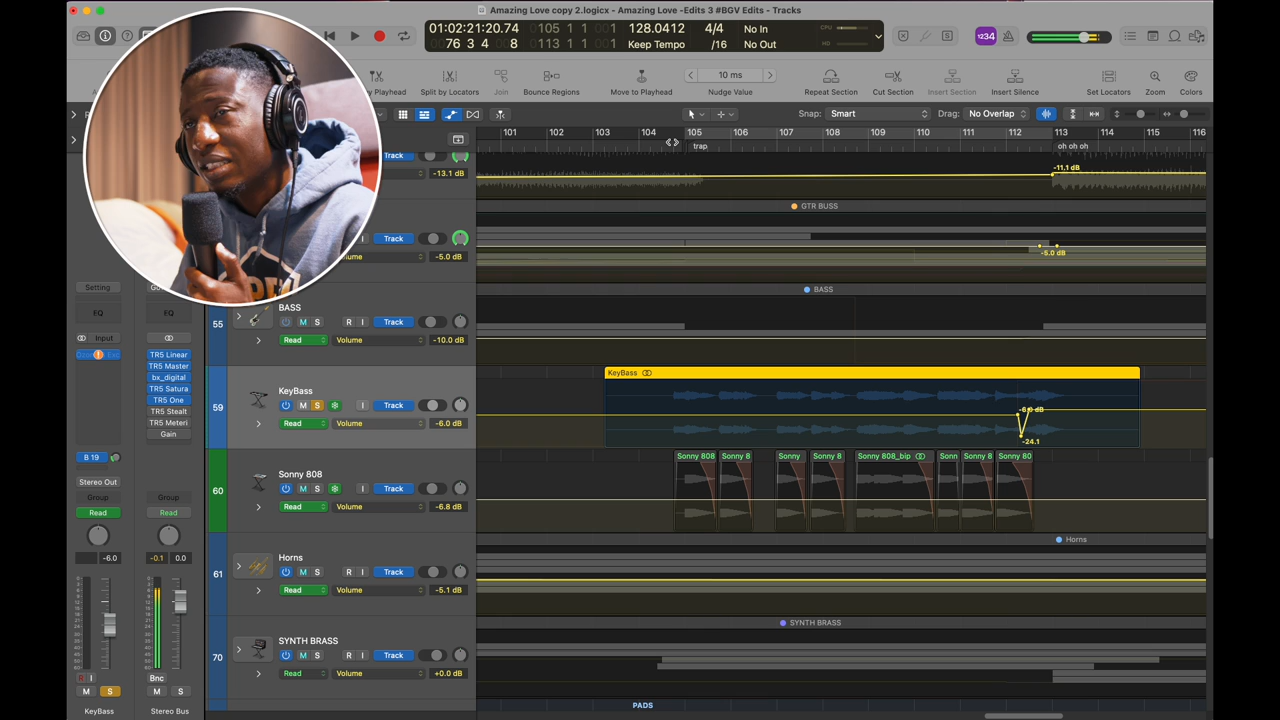 Amazing Love copy 2.logicx - Amazing Love -Edits 3 #BGV Edits - Tracks
01:02:21:20.74
76 3 4 8
105 1 1 001
113 1 1 001
128.0412
Keep Tempo
4/4
/16
No In
No Out
CPU
HD
1234
by Playhead
Split by Locators
Join
Bounce Regions
Move to Playhead
10 ms
Nudge Value
Repeat Section
Cut Section
Insert Section
Insert Silence
Set Locators
Zoom
Colors
Snap: Smart
Drag: No Overlap
101 102 103 104 105 106 107 108 109 110 111 112 113 114 115 116
trap
oh oh oh
Track
-13.1 dB
-11.1 dB
GTR BUSS
I
Track
Volume
-5.0 dB
-5.0 dB
55
BASS
M S R I Track
Read Volume -10.0 dB
BASS
59
KeyBass
M S I Track
Read Volume -6.0 dB
KeyBass
-24.1
60
Sonny 808
M S I Track
Read Volume -6.8 dB
Sonny 808
Sonny 8
Sonny
Sonny 8
Sonny 808_bip
Sonn
Sonny 8
Sonny 80
61
Horns
M S R I Track
Read Volume -5.1 dB
Horns
70
SYNTH BRASS
M S R I Track
Read Volume +0.0 dB
SYNTH BRASS
PADS
Setting
EQ
EQ
Input
TR5 Linear
TR5 Master
bx_digital
TR5 Satura
TR5 One
TR5 Stealt
TR5 Meteri
Gain
B 19
Stereo Out
Group
Group
Read
Read
-6.0
-0.1
0.0
R I
Bnc
M S
M S
KeyBass
Stereo Bus